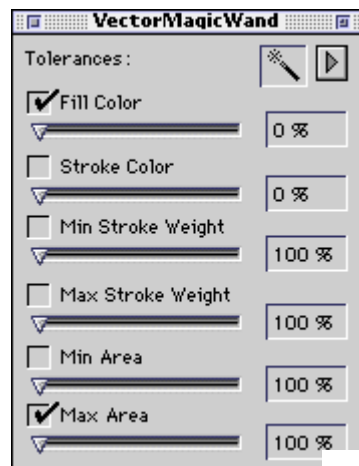 VectorMagicWand
Tolerances:
Fill Color
0 %
Stroke Color
0 %
Min Stroke Weight
100 %
Max Stroke Weight
100 %
Min Area
100 %
Max Area
100 %